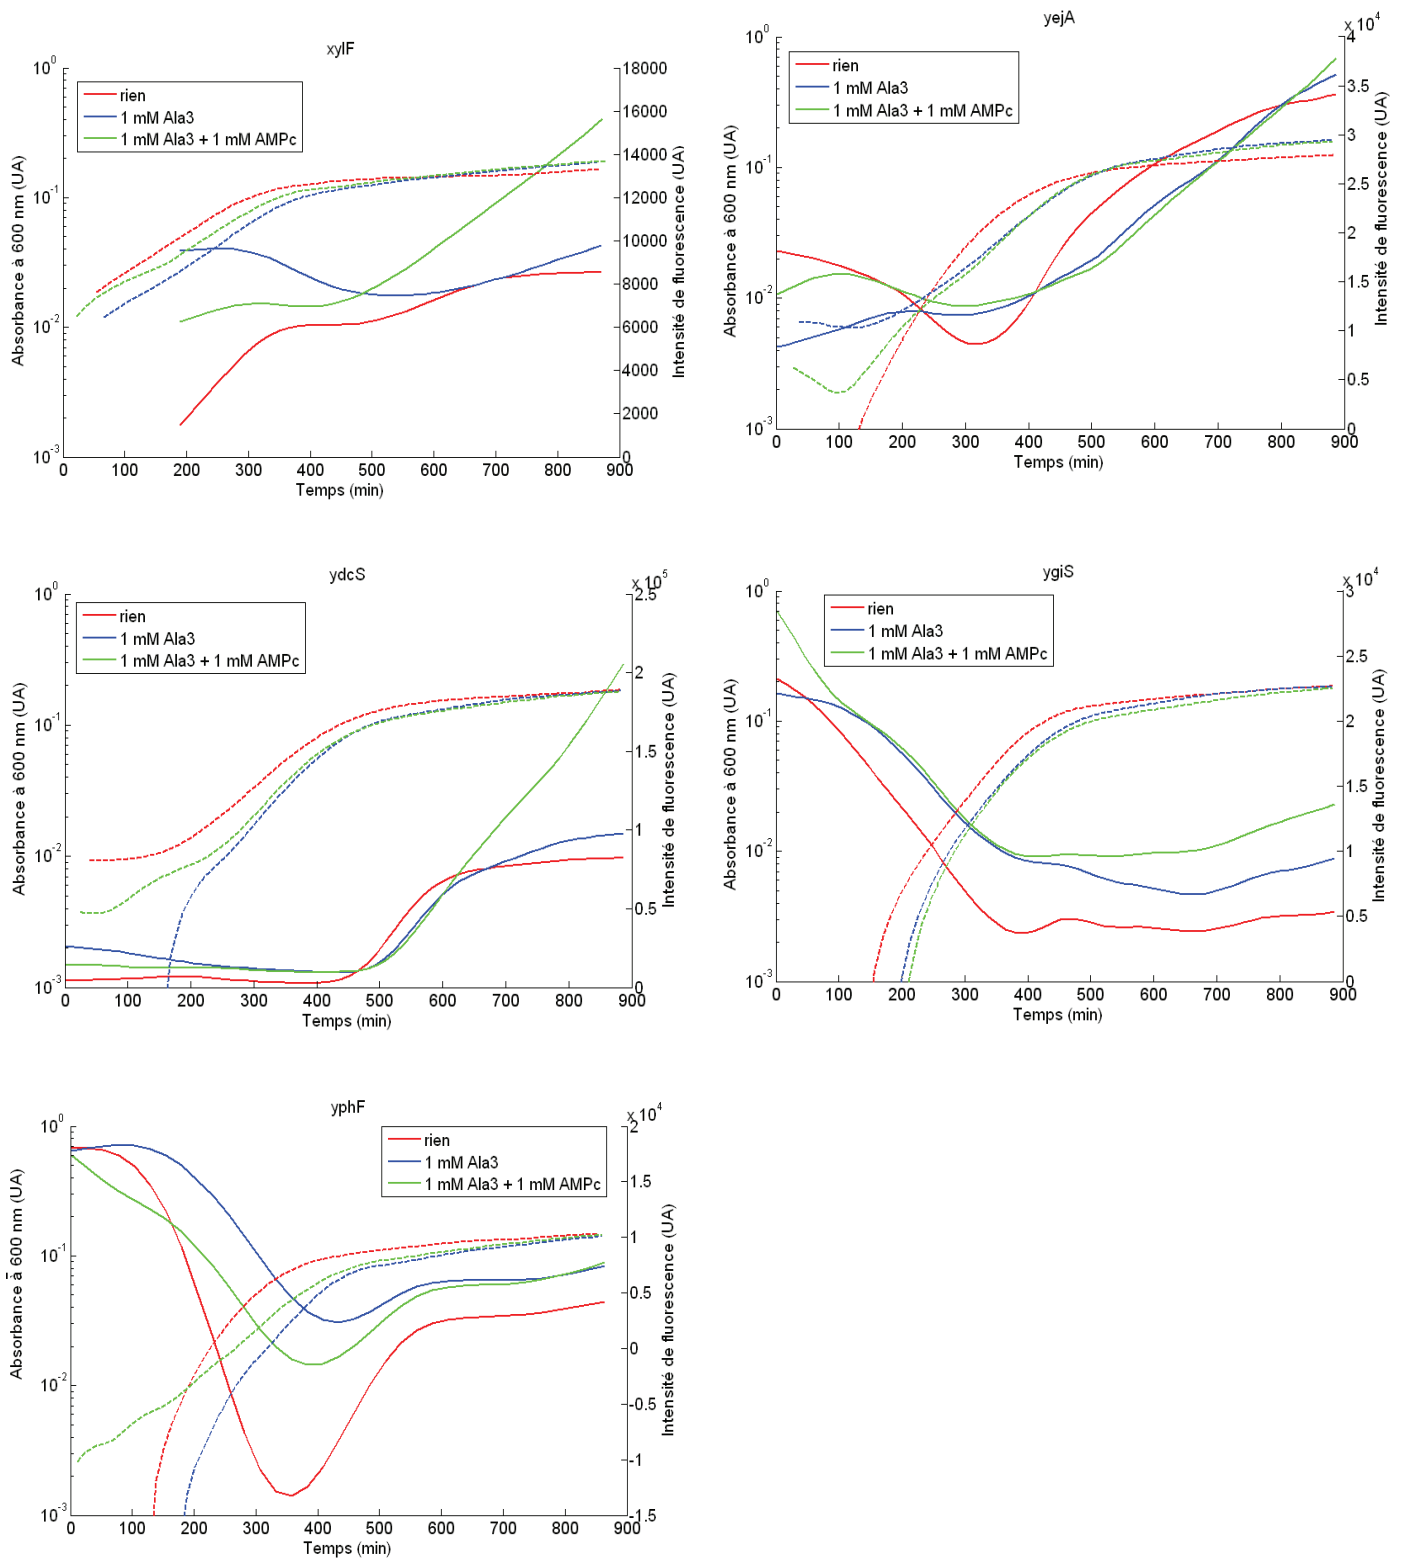 xylF
rien
1 mM Ala3
1 mM Ala3 + 1 mM AMPc
Absorbance à 600 nm (UA)
10^0
10^-1
10^-2
10^-3
18000
16000
14000
12000
10000
8000
6000
4000
2000
0
Intensité de fluorescence (UA)
0 100 200 300 400 500 600 700 800 900
Temps (min)
yejA
x 10^4
rien
1 mM Ala3
1 mM Ala3 + 1 mM AMPc
Absorbance à 600 nm (UA)
10^0
10^-1
10^-2
10^-3
4
3.5
3
2.5
2
1.5
1
0.5
0
Intensité de fluorescence (UA)
0 100 200 300 400 500 600 700 800 900
Temps (min)
ydcS
x 10^5
rien
1 mM Ala3
1 mM Ala3 + 1 mM AMPc
Absorbance à 600 nm (UA)
10^0
10^-1
10^-2
10^-3
2.5
2
1.5
1
0.5
0
Intensité de fluorescence (UA)
0 100 200 300 400 500 600 700 800 900
Temps (min)
ygiS
x 10^4
rien
1 mM Ala3
1 mM Ala3 + 1 mM AMPc
Absorbance à 600 nm (UA)
10^0
10^-1
10^-2
10^-3
3
2.5
2
1.5
1
0.5
0
Intensité de fluorescence (UA)
0 100 200 300 400 500 600 700 800 900
Temps (min)
yphF
x 10^4
rien
1 mM Ala3
1 mM Ala3 + 1 mM AMPc
Absorbance à 600 nm (UA)
10^0
10^-1
10^-2
10^-3
2
1.5
1
0.5
0
-0.5
-1
-1.5
Intensité de fluorescence (UA)
0 100 200 300 400 500 600 700 800 900
Temps (min)